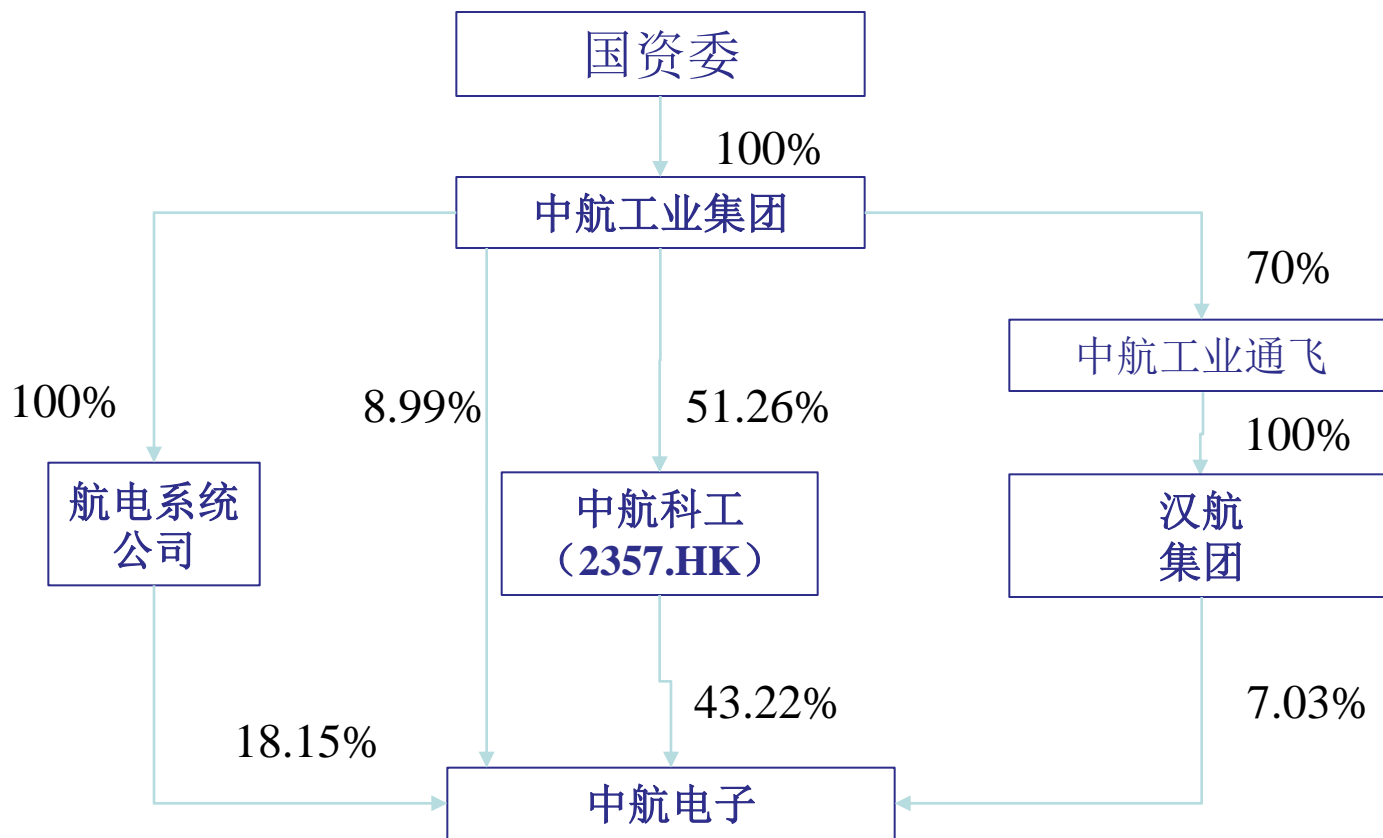 国资委
100%
中航工业集团
70%
中航工业通飞
100%
8.99%
51.26%
100%
航电系统
公司
中航科工
（2357.HK）
汉航
集团
43.22%
7.03%
18.15%
中航电子